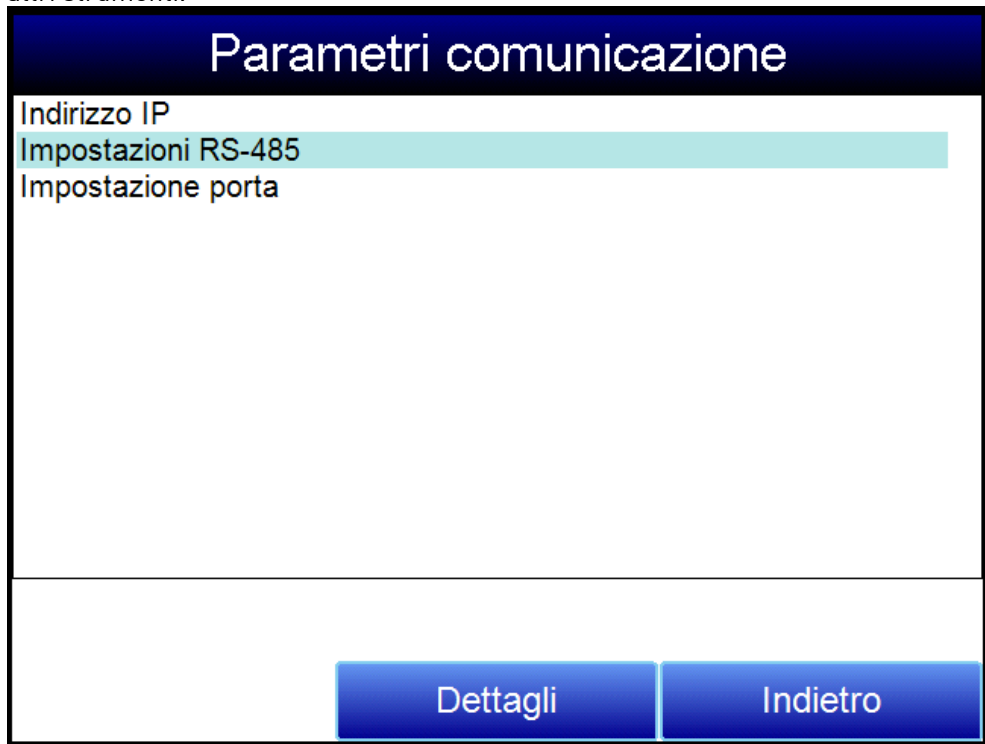 Parametri comunicazione
Indirizzo IP
Impostazioni RS-485
Impostazione porta
Dettagli
Indietro